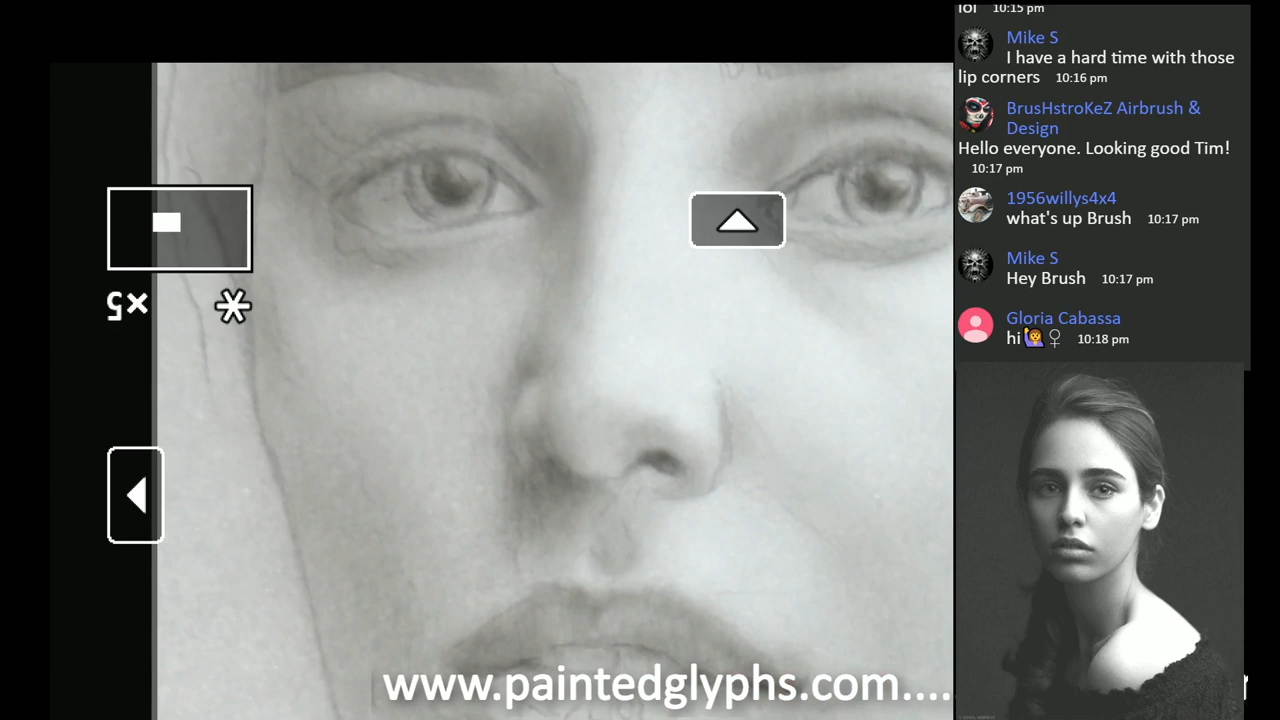 lol 10:15 pm
Mike S
I have a hard time with those
lip corners 10:16 pm
BrusHstroKeZ Airbrush &
Design
Hello everyone. Looking good Tim!
10:17 pm
1956willys4x4
what's up Brush 10:17 pm
Mike S
Hey Brush 10:17 pm
Gloria Cabassa
hi🙋♀ 10:18 pm
×5
www.paintedglyphs.com....